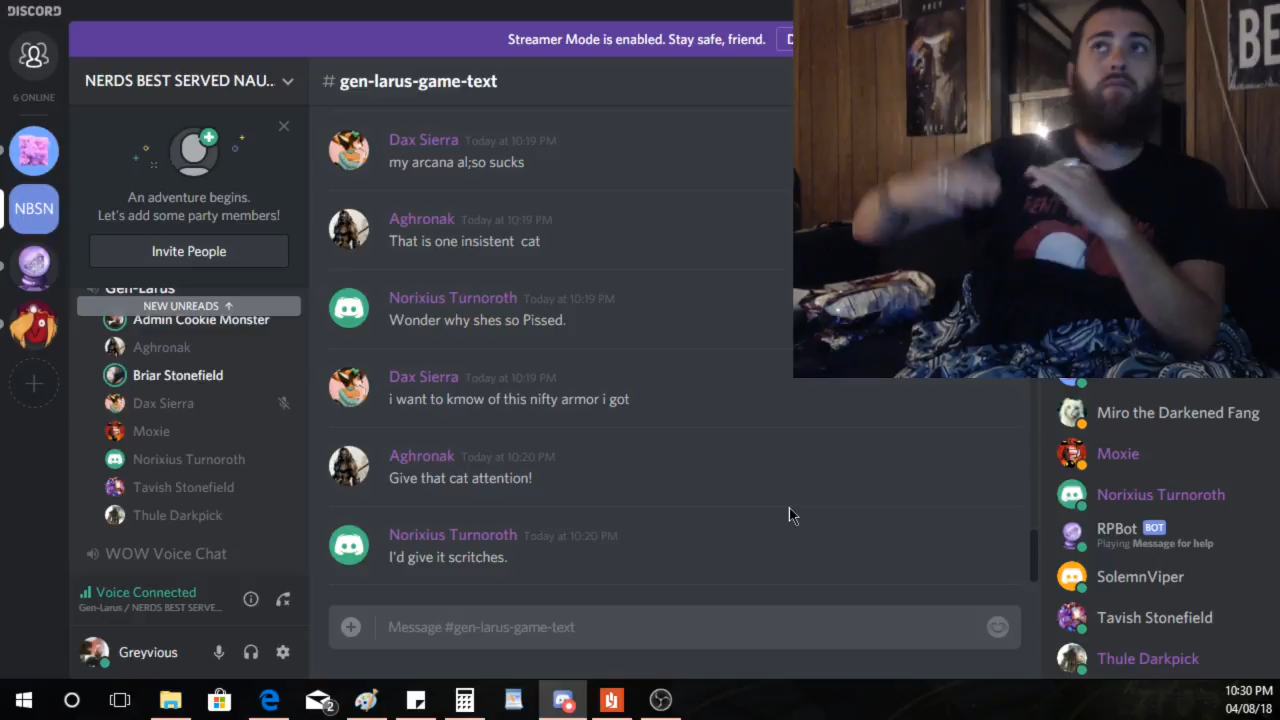 DISCORD
6 ONLINE
NBSN
NERDS BEST SERVED NAU...
An adventure begins.
Let's add some party members!
Invite People
Gen-Larus
NEW UNREADS ↑
Admin Cookie Monster
Aghronak
Briar Stonefield
Dax Sierra
Moxie
Norixius Turnoroth
Tavish Stonefield
Thule Darkpick
WOW Voice Chat
Voice Connected
Gen-Larus / NERDS BEST SERVE...
Greyvious
Streamer Mode is enabled. Stay safe, friend.
D
# gen-larus-game-text
Dax Sierra Today at 10:19 PM
my arcana al;so sucks
Aghronak Today at 10:19 PM
That is one insistent cat
Norixius Turnoroth Today at 10:19 PM
Wonder why shes so Pissed.
Dax Sierra Today at 10:19 PM
i want to kmow of this nifty armor i got
Aghronak Today at 10:20 PM
Give that cat attention!
Norixius Turnoroth Today at 10:20 PM
I'd give it scritches.
Message #gen-larus-game-text
PREY
BE
Miro the Darkened Fang
Moxie
Norixius Turnoroth
RPBot BOT
Playing Message for help
SolemnViper
Tavish Stonefield
Thule Darkpick
2
10:30 PM
04/08/18